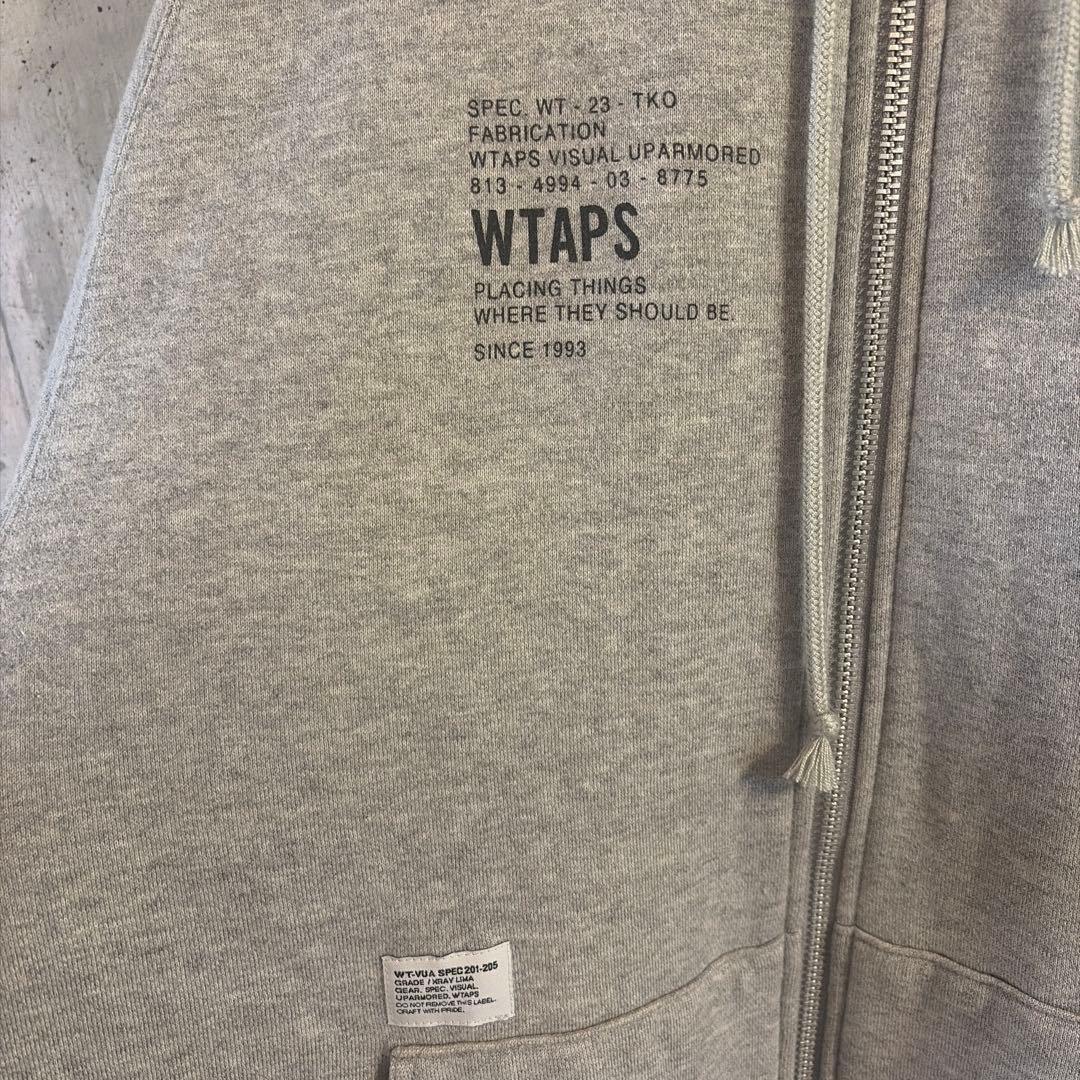 SPEC. WT - 23 - TKO
FABRICATION
WTAPS VISUAL UPARMORED
813 - 4994 - 03 - 8775
WTAPS
PLACING THINGS
WHERE THEY SHOULD BE.
SINCE 1993
WT-VUA SPEC 201-205
GRADE / XRAY LIMA
GEAR. SPEC. VISUAL.
UPARMORED. WTAPS
DO NOT REMOVE THIS LABEL.
CRAFT WITH PRIDE.